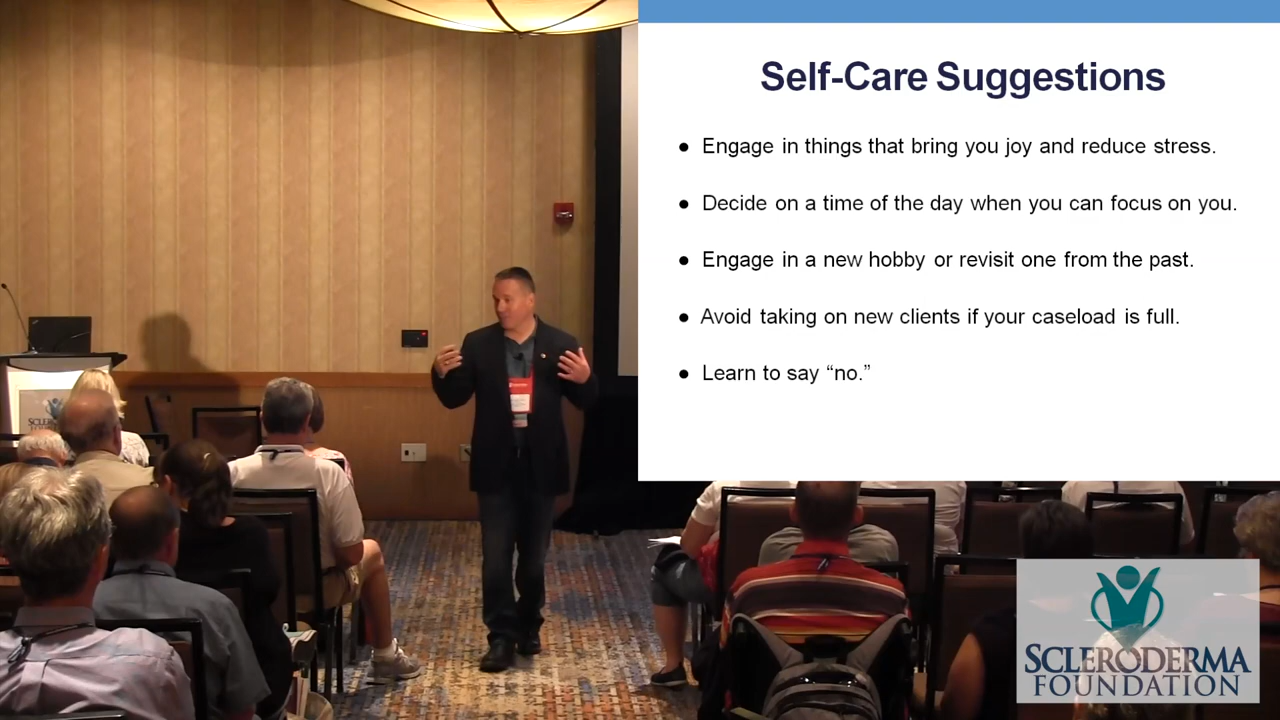 Self-Care Suggestions
● Engage in things that bring you joy and reduce stress.
● Decide on a time of the day when you can focus on you.
● Engage in a new hobby or revisit one from the past.
● Avoid taking on new clients if your caseload is full.
● Learn to say “no.”
SCLERODERMA
FOUNDATION